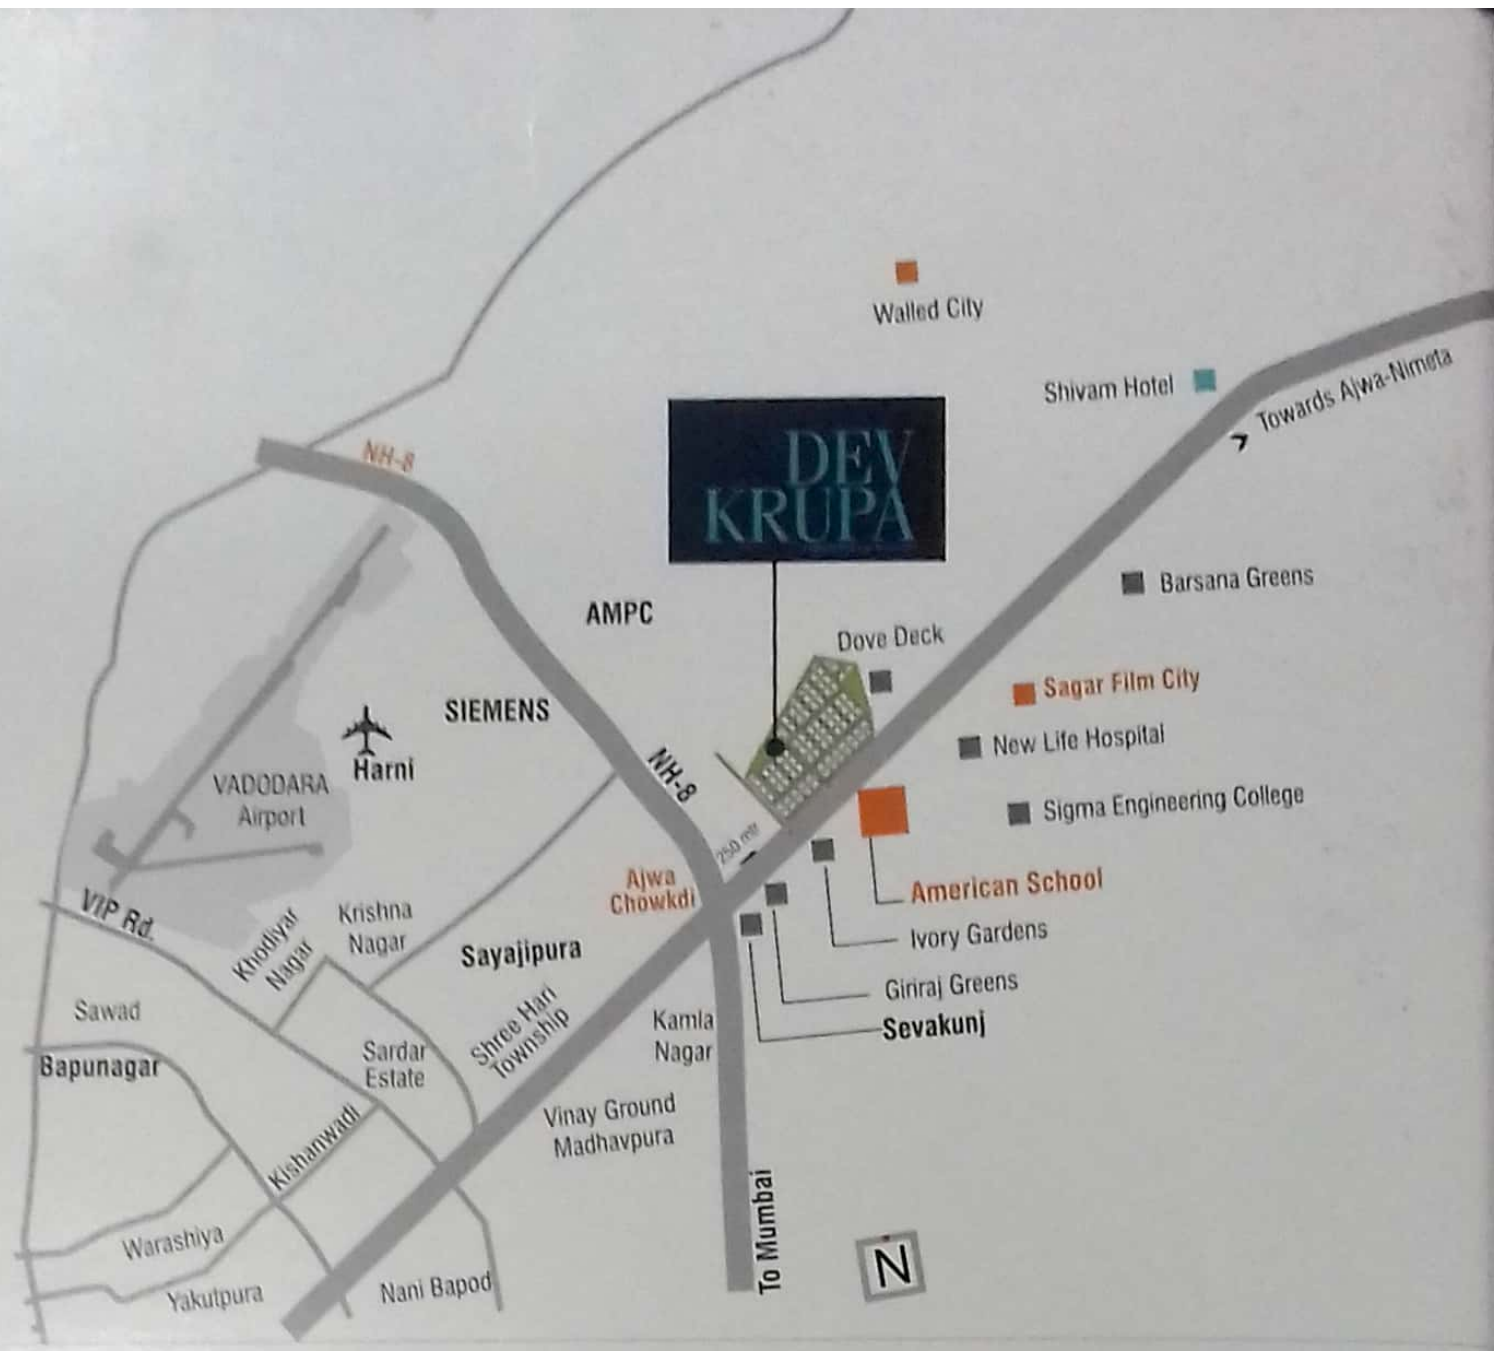 Walled City
Shivam Hotel
Towards Ajwa-Nimeta
NH-8
DEV
KRUPA
Barsana Greens
AMPC
Dove Deck
Sagar Film City
SIEMENS
New Life Hospital
Harni
NH-8
VADODARA
Airport
Sigma Engineering College
250 mtr
Ajwa
Chowkdi
American School
VIP Rd.
Khodiyar
Nagar
Krishna
Nagar
Sayajipura
Ivory Gardens
Giriraj Greens
Sevakunj
Sawad
Shree Hari
Township
Kamla
Nagar
Bapunagar
Sardar
Estate
Vinay Ground
Madhavpura
Kishanwadi
To Mumbai
Warashiya
Yakutpura
Nani Bapod
N